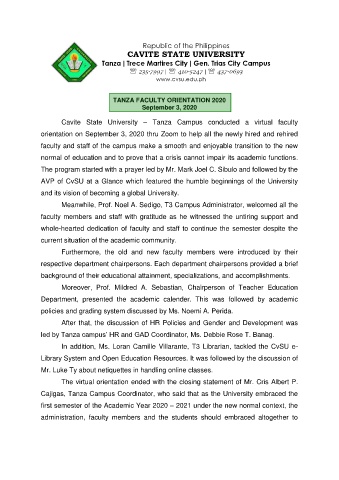 Republic of the Philippines
CAVITE STATE UNIVERSITY
Tanza | Trece Martires City | Gen. Trias City Campus
☏ 235-7992 | ☏ 410-5247 | ☏ 437-0693
www.cvsu.edu.ph
TANZA FACULTY ORIENTATION 2020
September 3, 2020
Cavite State University – Tanza Campus conducted a virtual faculty
orientation on September 3, 2020 thru Zoom to help all the newly hired and rehired
faculty and staff of the campus make a smooth and enjoyable transition to the new
normal of education and to prove that a crisis cannot impair its academic functions.
The program started with a prayer led by Mr. Mark Joel C. Sibulo and followed by the
AVP of CvSU at a Glance which featured the humble beginnings of the University
and its vision of becoming a global University.
Meanwhile, Prof. Noel A. Sedigo, T3 Campus Administrator, welcomed all the
faculty members and staff with gratitude as he witnessed the untiring support and
whole-hearted dedication of faculty and staff to continue the semester despite the
current situation of the academic community.
Furthermore, the old and new faculty members were introduced by their
respective department chairpersons. Each department chairpersons provided a brief
background of their educational attainment, specializations, and accomplishments.
Moreover, Prof. Mildred A. Sebastian, Chairperson of Teacher Education
Department, presented the academic calender. This was followed by academic
policies and grading system discussed by Ms. Noemi A. Perida.
After that, the discussion of HR Policies and Gender and Development was
led by Tanza campus' HR and GAD Coordinator, Ms. Debbie Rose T. Banag.
In addition, Ms. Loran Camille Villarante, T3 Librarian, tackled the CvSU e-
Library System and Open Education Resources. It was followed by the discussion of
Mr. Luke Ty about netiquettes in handling online classes.
The virtual orientation ended with the closing statement of Mr. Cris Albert P.
Cajigas, Tanza Campus Coordinator, who said that as the University embraced the
first semester of the Academic Year 2020 – 2021 under the new normal context, the
administration, faculty members and the students should embraced altogether to